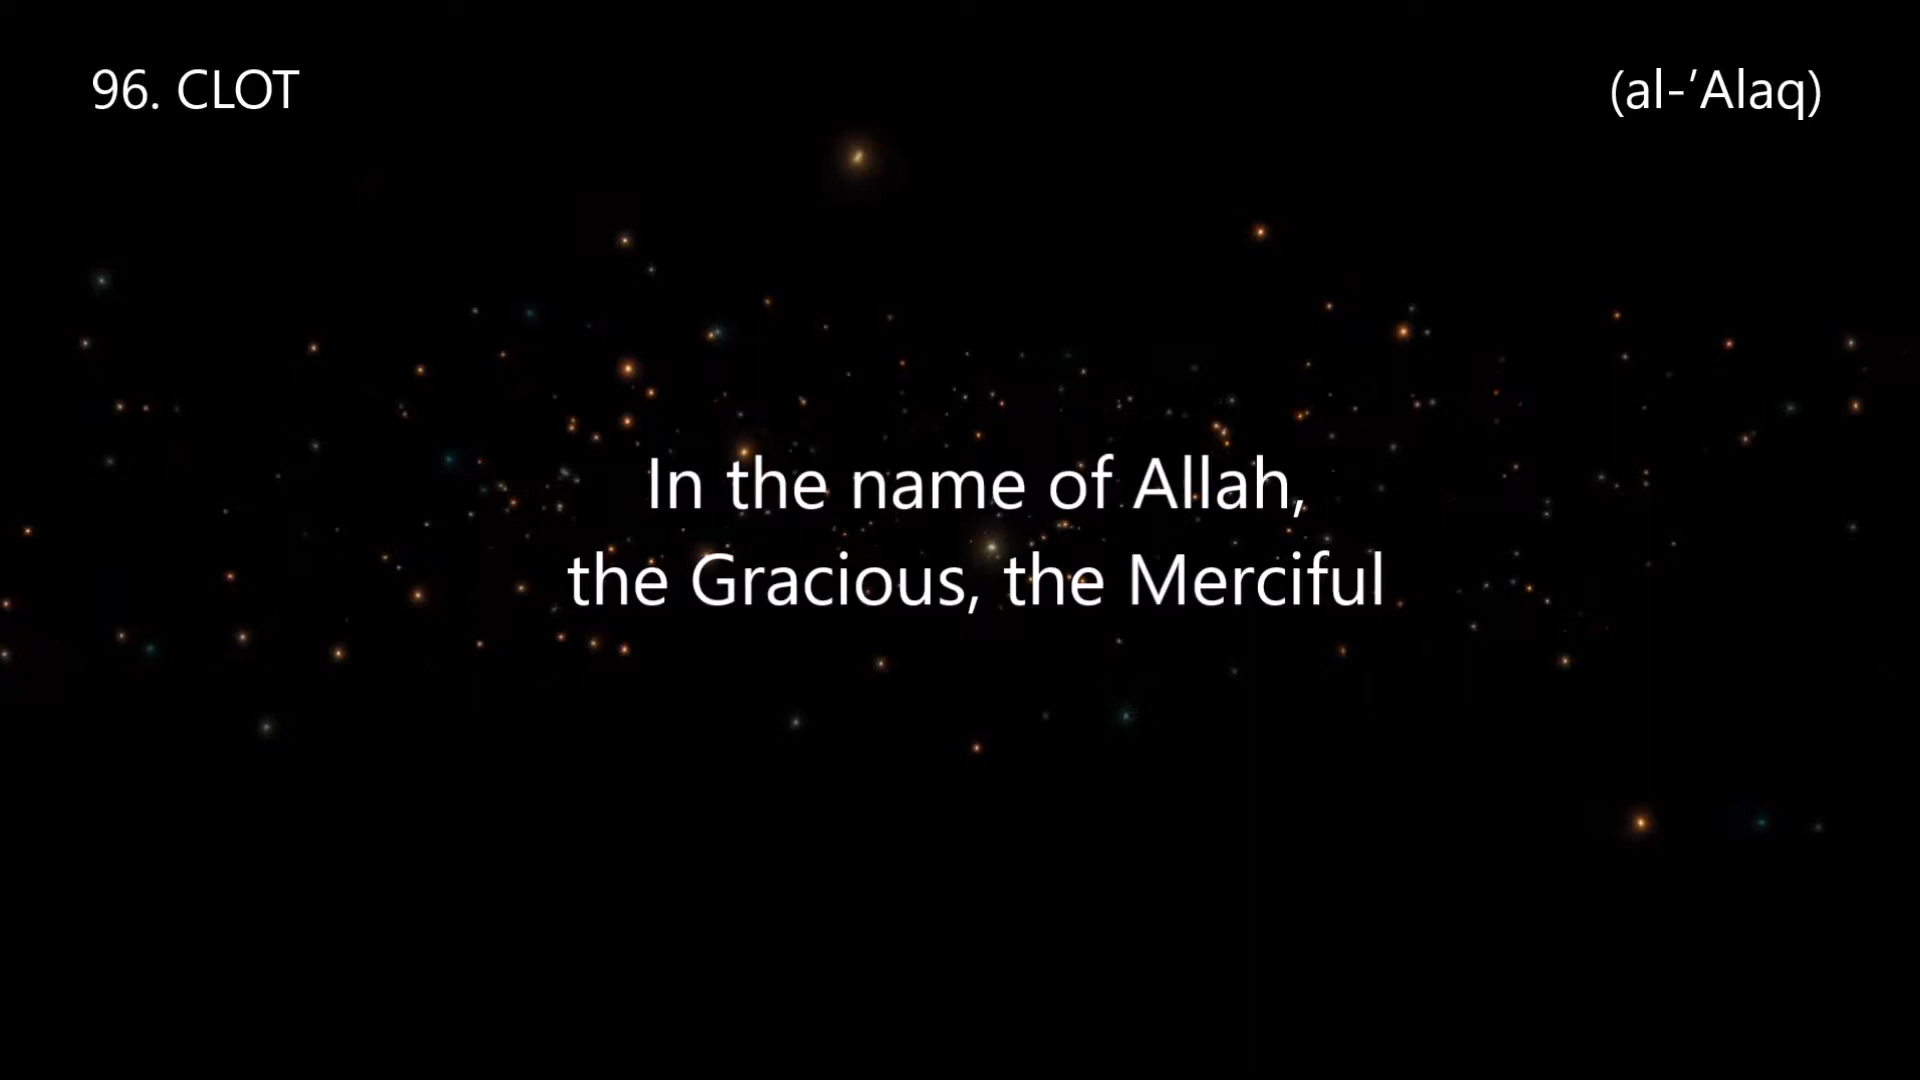 96. CLOT
(al-’Alaq)
In the name of Allah,
the Gracious, the Merciful